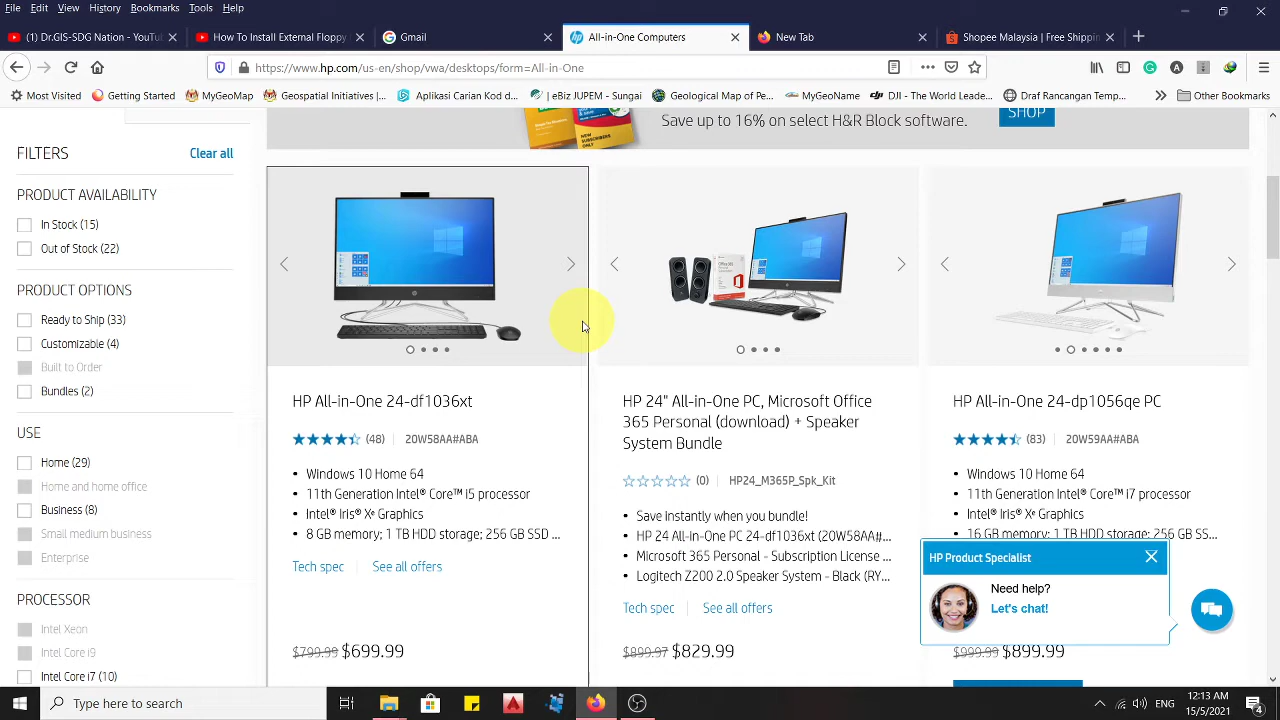 File Edit View History Bookmarks Tools Help
(1) Dr.GIS-SDG Nation - YouTu
How To Install External Floppy
Gmail
All-in-One Computers
New Tab
Shopee Malaysia | Free Shippin
https://www.hp.com/us-en/shop/vwa/desktops/form=All-in-One
Most Visited
Getting Started
MyGeoMap
Geospatial Initiatives |...
Aplikasi Carian Kod d...
eBiz JUPEM - Sungai
Geological Map of Pe...
MyGeoName
DJI - The World Leade...
Draf Rancangan Temp...
Other Bookmarks
Save up to 16% on select H&R Block software.
SHOP
FILTERS
Clear all
PRODUCT AVAILABILITY
In Stock (15)
Out of Stock (22)
PRODUCT OPTIONS
Ready to Ship (33)
Customizable (4)
Built to Order
Bundles (2)
USE
Home (29)
Home and home office
Business (8)
Small medium business
Enterprise
PROCESSOR
Intel Xeon
Intel Core i9
Intel Core i7 (10)
HP All-in-One 24-df1036xt
(48)
20W58AA#ABA
• Windows 10 Home 64
• 11th Generation Intel® Core™ i5 processor
• Intel® Iris® Xᵉ Graphics
• 8 GB memory; 1 TB HDD storage; 256 GB SSD ...
Tech spec
See all offers
$799.99 $699.99
HP 24" All-in-One PC, Microsoft Office
365 Personal (download) + Speaker
System Bundle
(0)
HP24_M365P_Spk_Kit
• Save instantly when you bundle!
• HP 24 All-in-One PC 24-df1036xt (20W58AA#...
• Microsoft 365 Personal - Subscription License ...
• Logitech Z200 2.0 Speaker System - Black (RY...
Tech spec
See all offers
$899.97 $829.99
HP All-in-One 24-dp1056qe PC
(83)
20W59AA#ABA
• Windows 10 Home 64
• 11th Generation Intel® Core™ i7 processor
• Intel® Iris® Xᵉ Graphics
• 16 GB memory; 1 TB HDD storage; 256 GB SS...
HP Product Specialist
Need help?
Let's chat!
$999.99 $899.99
Type here to search
ENG
12:13 AM
15/5/2021